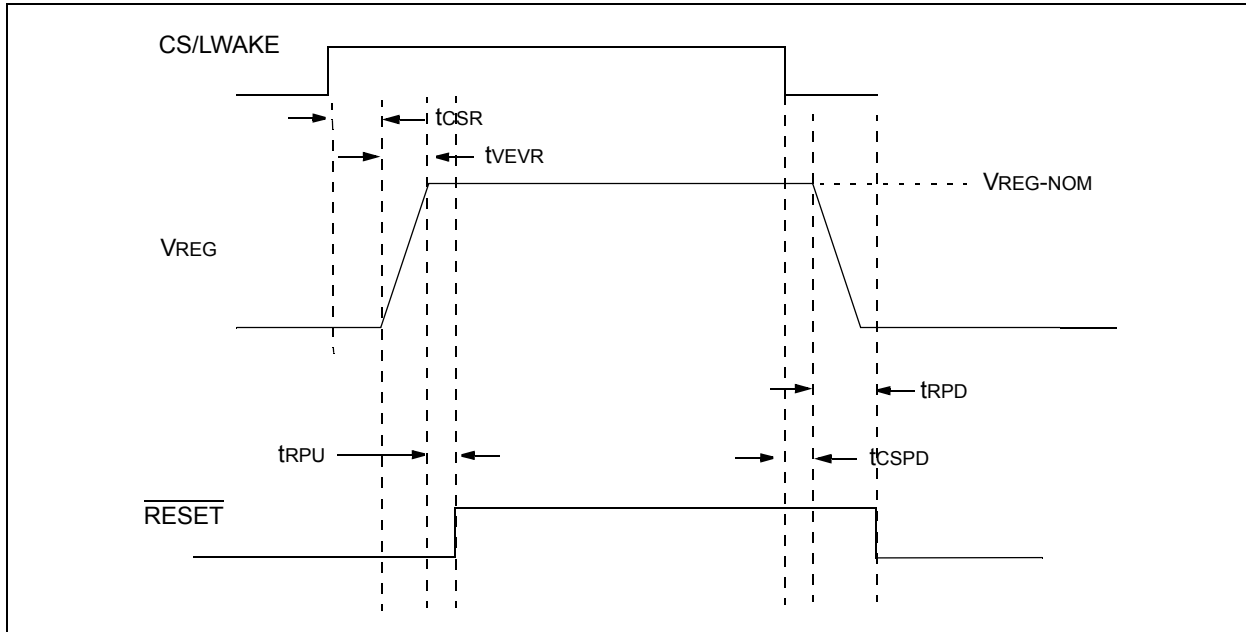 CS/LWAKE
tCSR
tVEVR
VREG-NOM
VREG
tRPD
tRPU
tCSPD
RESET